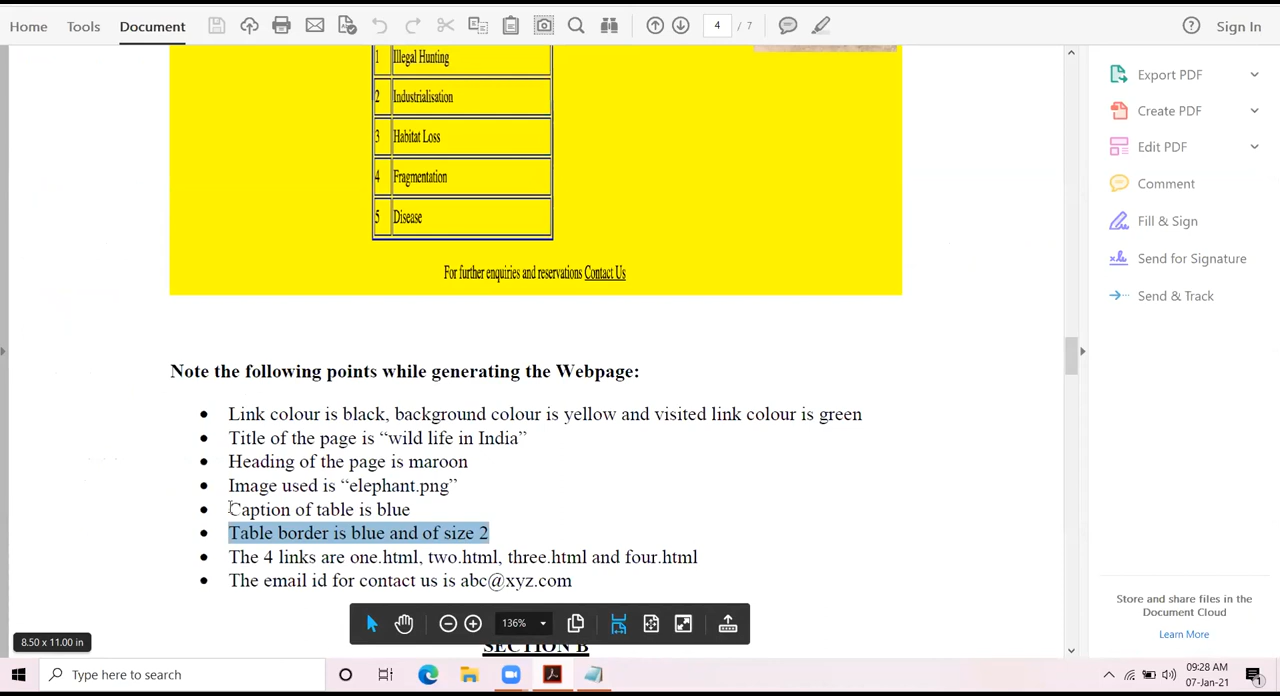 Home Tools Document 4 / 7 Sign In
1 Illegal Hunting
2 Industrialisation
3 Habitat Loss
4 Fragmentation
5 Disease
For further enquiries and reservations Contact Us
Note the following points while generating the Webpage:
• Link colour is black, background colour is yellow and visited link colour is green
• Title of the page is “wild life in India”
• Heading of the page is maroon
• Image used is “elephant.png”
• Caption of table is blue
• Table border is blue and of size 2
• The 4 links are one.html, two.html, three.html and four.html
• The email id for contact us is abc@xyz.com
SECTION B
136%
8.50 x 11.00 in
Export PDF
Create PDF
Edit PDF
Comment
Fill & Sign
Send for Signature
Send & Track
Store and share files in the
Document Cloud
Learn More
Type here to search
09:28 AM
07-Jan-21
1